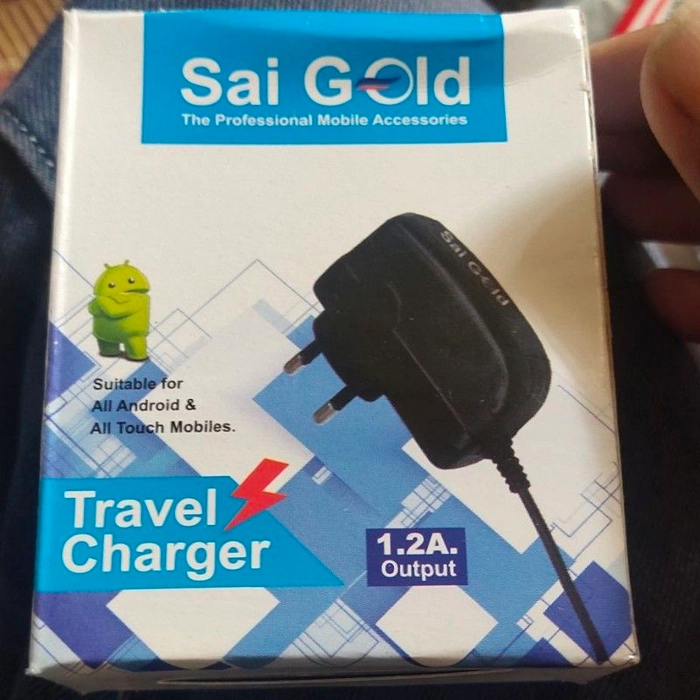 Sai Gold
The Professional Mobile Accessories
Sai Gold
Suitable for
All Android &
All Touch Mobiles.
Travel
Charger
1.2A.
Output